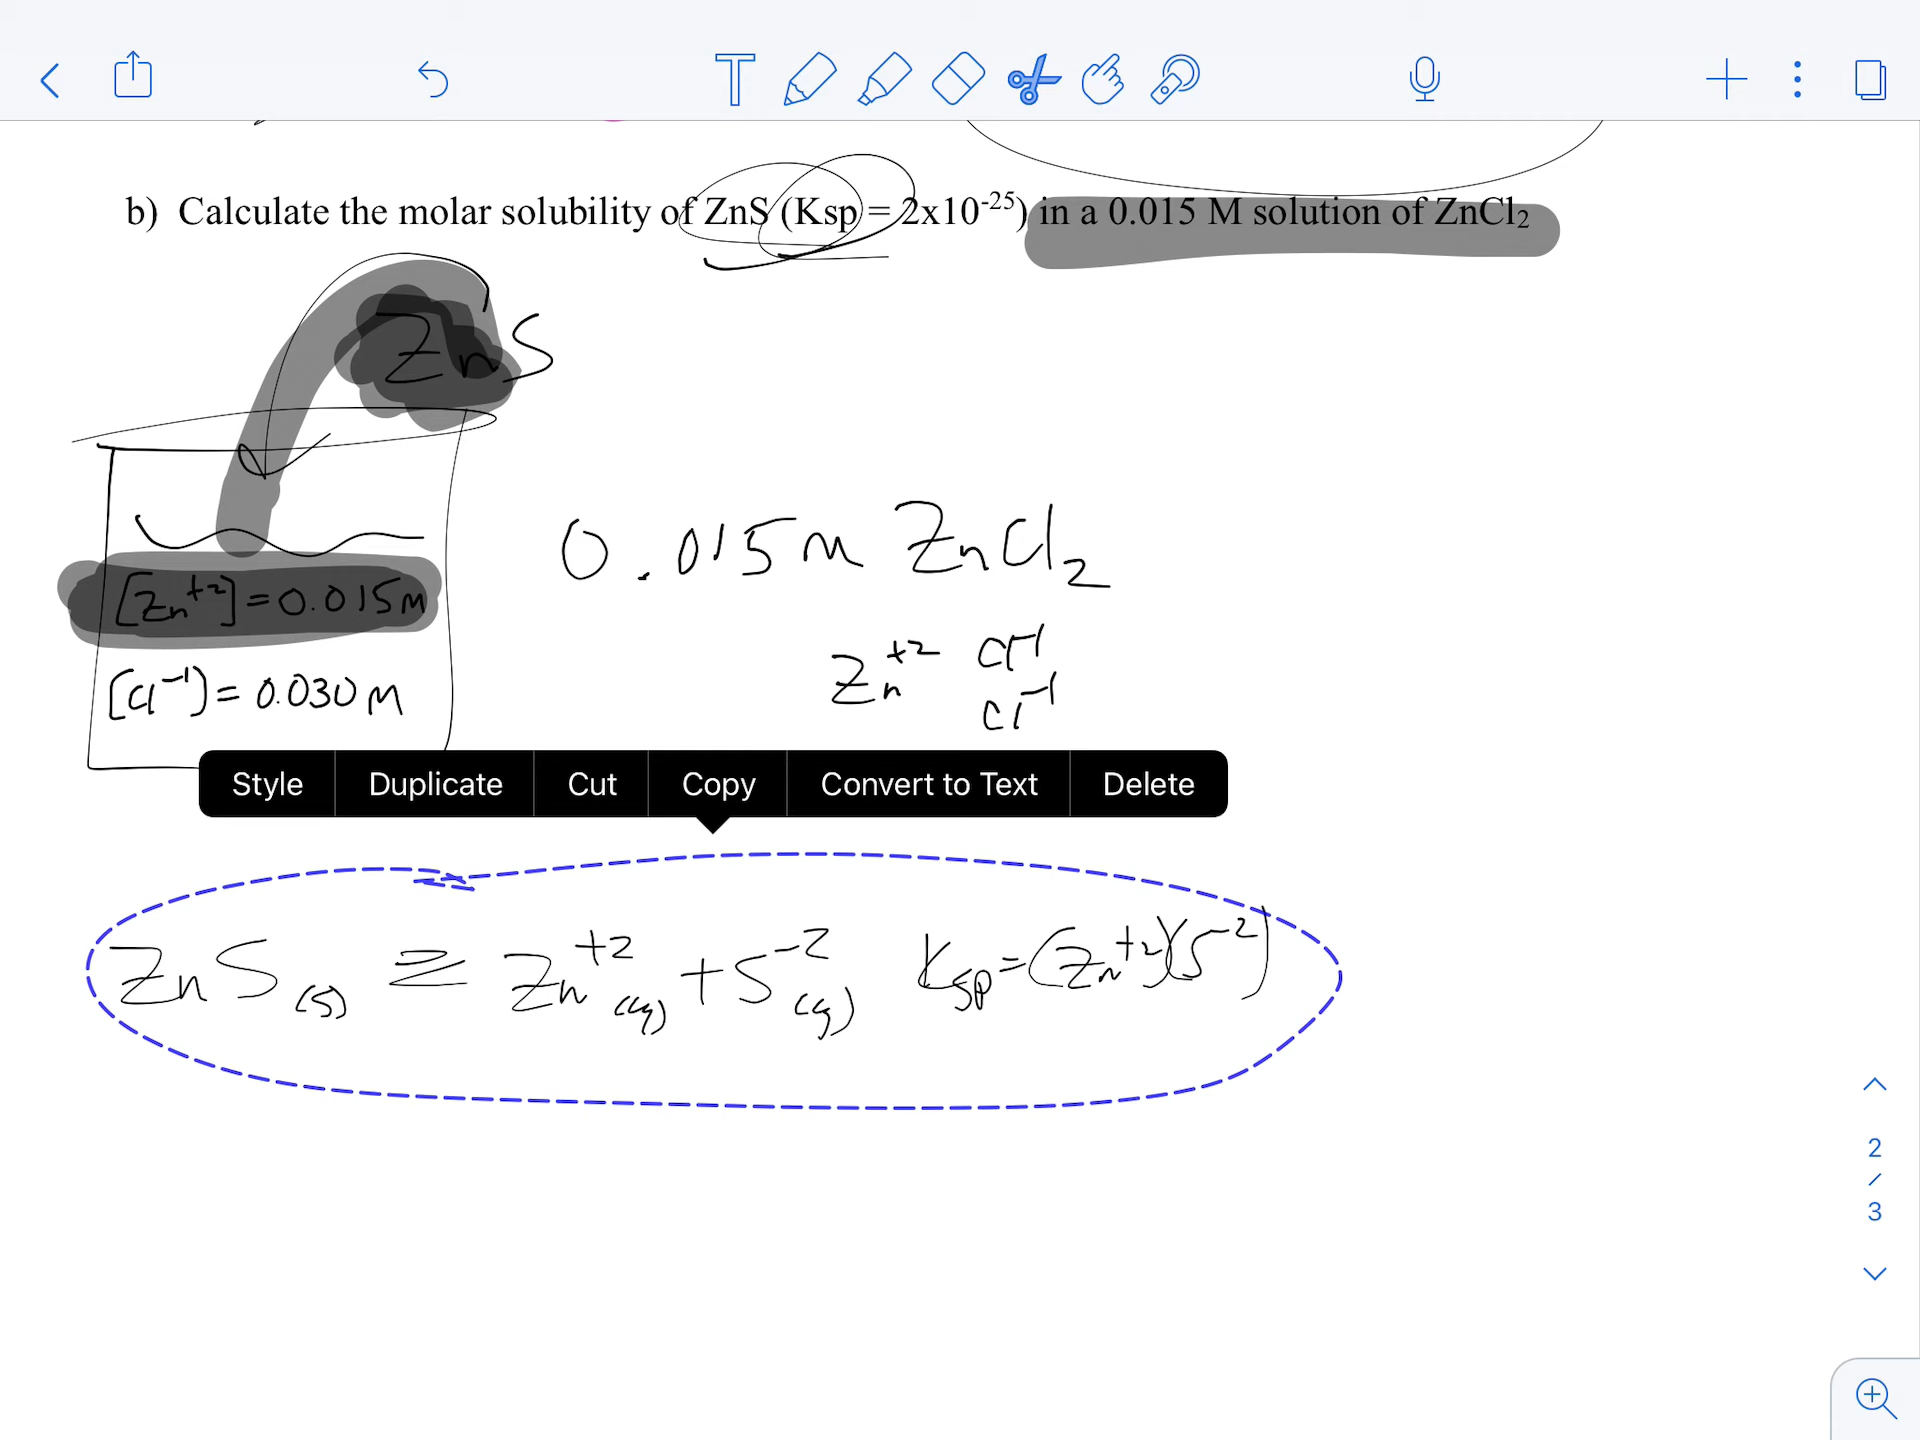 b) Calculate the molar solubility of ZnS (Ksp = 2x10⁻²⁵) in a 0.015 M solution of ZnCl₂
ZnS
0.015 M ZnCl₂
[Zn⁺²] = 0.015 M
Zn⁺² Cl⁻¹
Cl⁻¹
[Cl⁻¹) = 0.030 M
Style Duplicate Cut Copy Convert to Text Delete
ZnS (s) ⇌ Zn⁺² (aq) + S⁻² (aq) Ksp = (Zn⁺²)(S⁻²)
2
/
3